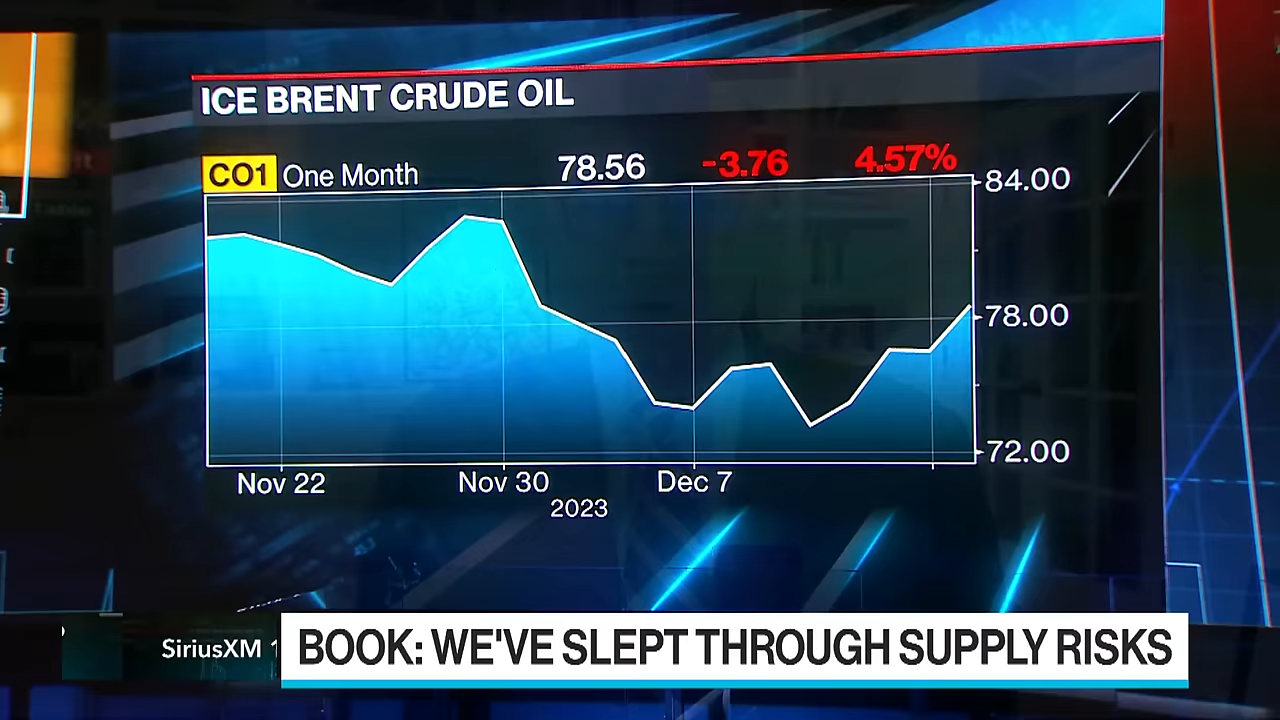 ICE BRENT CRUDE OIL
CO1 One Month 78.56 -3.76 4.57%
84.00
78.00
72.00
Nov 22 Nov 30 Dec 7
2023
SiriusXM
BOOK: WE'VE SLEPT THROUGH SUPPLY RISKS